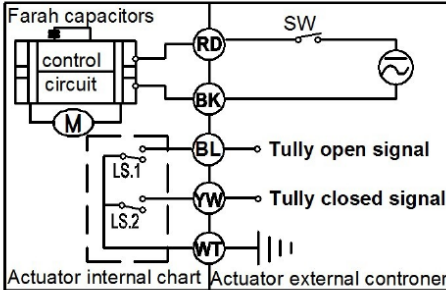 Farah capacitors
control
circuit
M
RD
SW
BK
BL
Tully open signal
LS.1
YW
Tully closed signal
LS.2
WT
Actuator internal chart
Actuator external controner